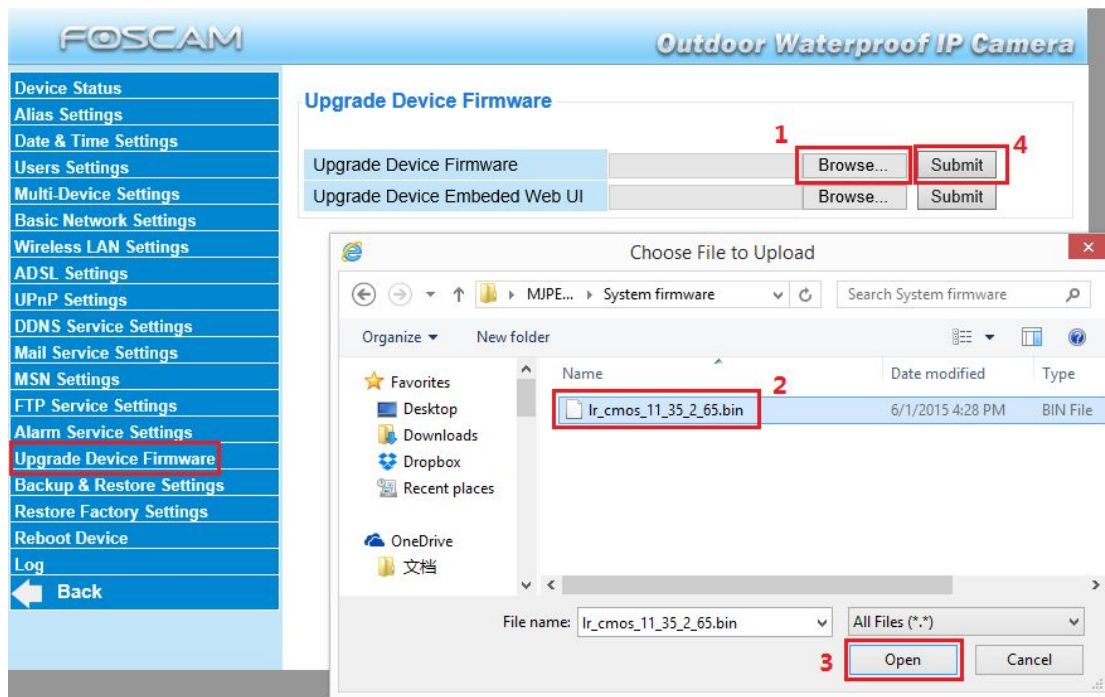 FOSCAM
Outdoor Waterproof IP Camera
Device Status
Alias Settings
Date & Time Settings
Users Settings
Multi-Device Settings
Basic Network Settings
Wireless LAN Settings
ADSL Settings
UPnP Settings
DDNS Service Settings
Mail Service Settings
MSN Settings
FTP Service Settings
Alarm Service Settings
Upgrade Device Firmware
Backup & Restore Settings
Restore Factory Settings
Reboot Device
Log
Back
Upgrade Device Firmware
1
4
Upgrade Device Firmware Browse... Submit
Upgrade Device Embeded Web UI Browse... Submit
Choose File to Upload
MJPE... System firmware Search System firmware
Organize New folder
Name Date modified Type
2
lr_cmos_11_35_2_65.bin 6/1/2015 4:28 PM BIN File
Favorites
Desktop
Downloads
Dropbox
Recent places
OneDrive
文档
File name: lr_cmos_11_35_2_65.bin All Files (*.*)
3
Open Cancel